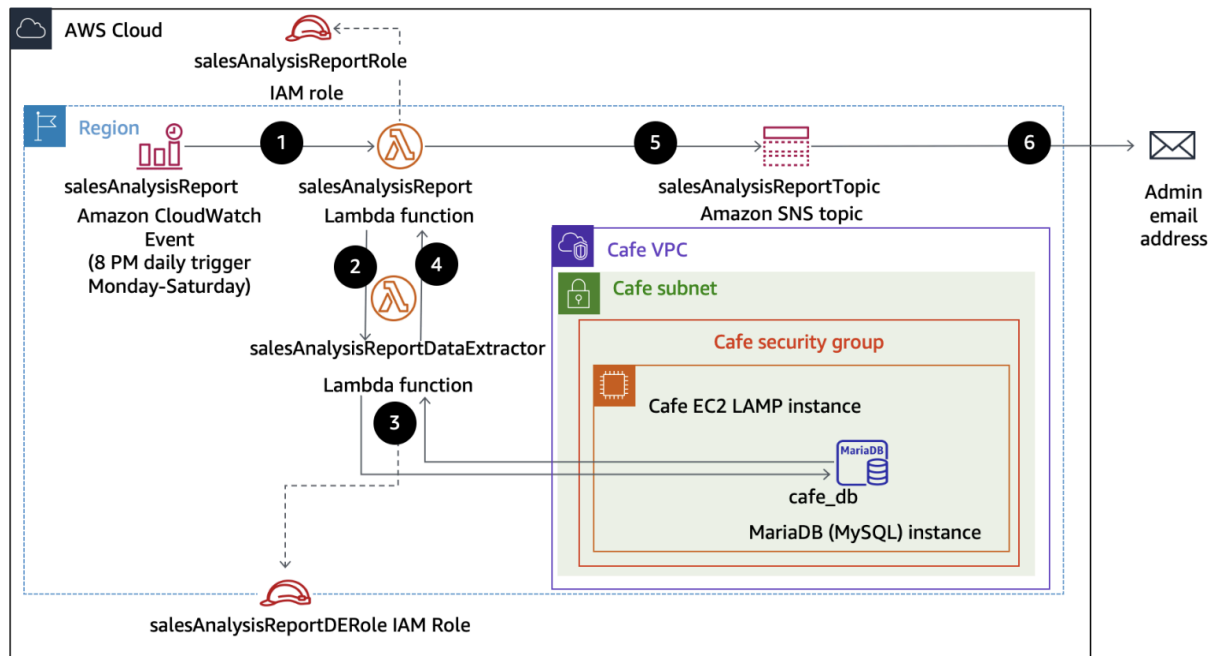 AWS Cloud
salesAnalysisReportRole
IAM role
Region
1
5
6
salesAnalysisReport
Amazon CloudWatch
Event
(8 PM daily trigger
Monday-Saturday)
salesAnalysisReport
Lambda function
salesAnalysisReportTopic
Amazon SNS topic
Admin
email
address
2
4
salesAnalysisReportDataExtractor
Lambda function
3
Cafe VPC
Cafe subnet
Cafe security group
Cafe EC2 LAMP instance
MariaDB
cafe_db
MariaDB (MySQL) instance
salesAnalysisReportDERole IAM Role